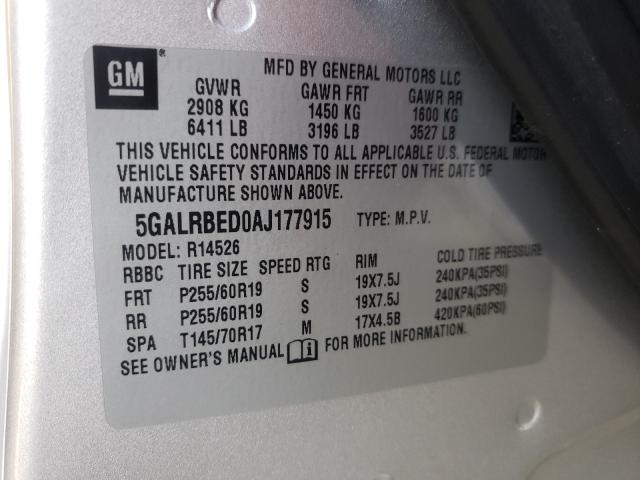 GM ®
MFD BY GENERAL MOTORS LLC
GVWR GAWR FRT GAWR RR
2908 KG 1450 KG 1600 KG
6411 LB 3196 LB 3527 LB
THIS VEHICLE CONFORMS TO ALL APPLICABLE U.S. FEDERAL MOTOR
VEHICLE SAFETY STANDARDS IN EFFECT ON THE DATE OF
MANUFACTURE SHOWN ABOVE.
5GALRBED0AJ177915 TYPE: M.P.V.
MODEL: R14526
RBBC TIRE SIZE SPEED RTG RIM COLD TIRE PRESSURE
FRT P255/60R19 S 19X7.5J 240KPA(35PSI)
RR P255/60R19 S 19X7.5J 240KPA(35PSI)
SPA T145/70R17 M 17X4.5B 420KPA(60PSI)
SEE OWNER'S MANUAL i FOR MORE INFORMATION.